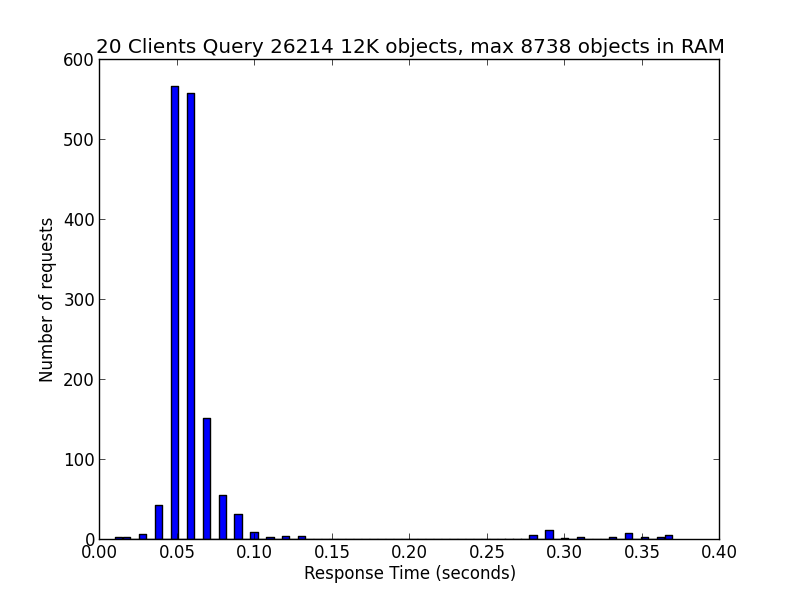 20 Clients Query 26214 12K objects, max 8738 objects in RAM
600
500
400
300
200
100
0
Number of requests
0.00 0.05 0.10 0.15 0.20 0.25 0.30 0.35 0.40
Response Time (seconds)